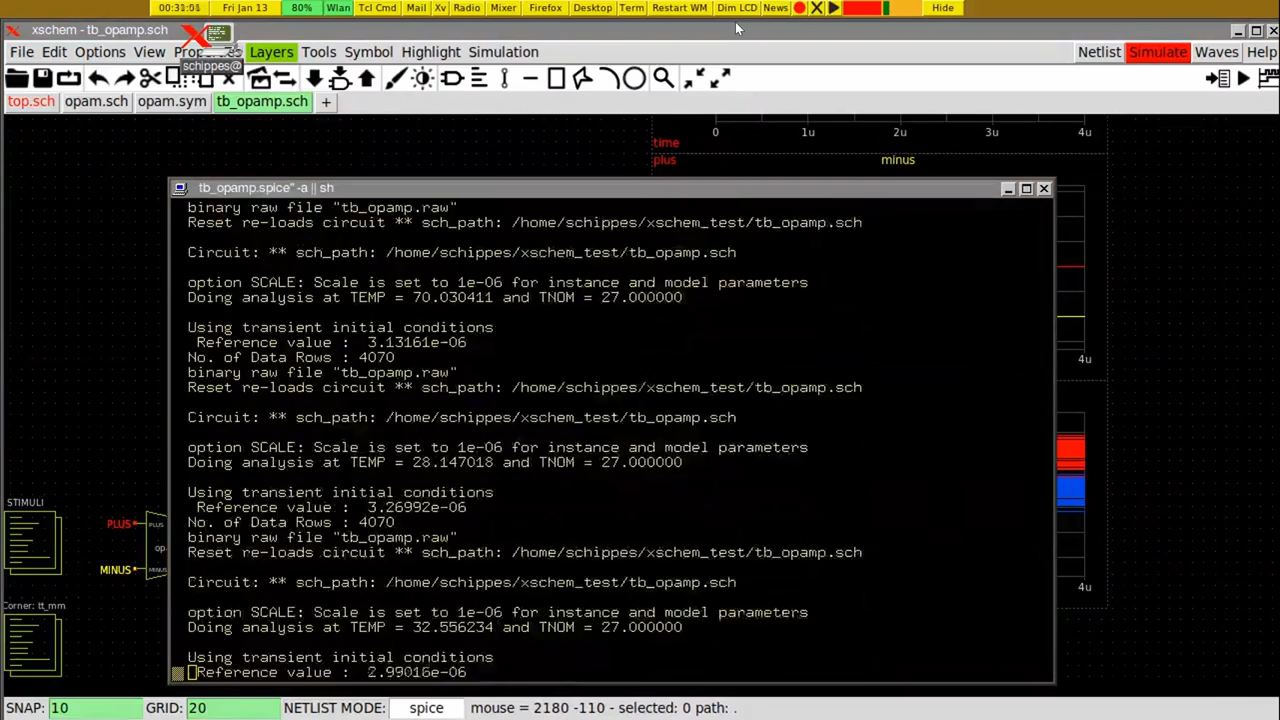 00:31:01 Fri Jan 13 80% Wlan Tcl Cmd Mail Xv Radio Mixer Firefox Desktop Term Restart WM Dim LCD News Hide
xschem - tb_opamp.sch
File Edit Options View Layers Tools Symbol Highlight Simulation Netlist Simulate Waves Help
schippes@
top.sch opam.sch opam.sym tb_opamp.sch +
0 1u 2u 3u 4u
time
plus minus
tb_opamp.spice" -a || sh
binary raw file "tb_opamp.raw"
Reset re-loads circuit ** sch_path: /home/schippes/xschem_test/tb_opamp.sch
Circuit: ** sch_path: /home/schippes/xschem_test/tb_opamp.sch
option SCALE: Scale is set to 1e-06 for instance and model parameters
Doing analysis at TEMP = 70.030411 and TNOM = 27.000000
Using transient initial conditions
Reference value : 3.13161e-06
No. of Data Rows : 4070
binary raw file "tb_opamp.raw"
Reset re-loads circuit ** sch_path: /home/schippes/xschem_test/tb_opamp.sch
Circuit: ** sch_path: /home/schippes/xschem_test/tb_opamp.sch
option SCALE: Scale is set to 1e-06 for instance and model parameters
Doing analysis at TEMP = 28.147018 and TNOM = 27.000000
Using transient initial conditions
Reference value : 3.26992e-06
No. of Data Rows : 4070
binary raw file "tb_opamp.raw"
Reset re-loads circuit ** sch_path: /home/schippes/xschem_test/tb_opamp.sch
Circuit: ** sch_path: /home/schippes/xschem_test/tb_opamp.sch
option SCALE: Scale is set to 1e-06 for instance and model parameters
Doing analysis at TEMP = 32.556234 and TNOM = 27.000000
Using transient initial conditions
Reference value : 2.99016e-06
4u
4u
STIMULI
PLUS PLUS
op
MINUS MINUS
Corner: tt_mm
SNAP: 10 GRID: 20 NETLIST MODE: spice mouse = 2180 -110 - selected: 0 path: .